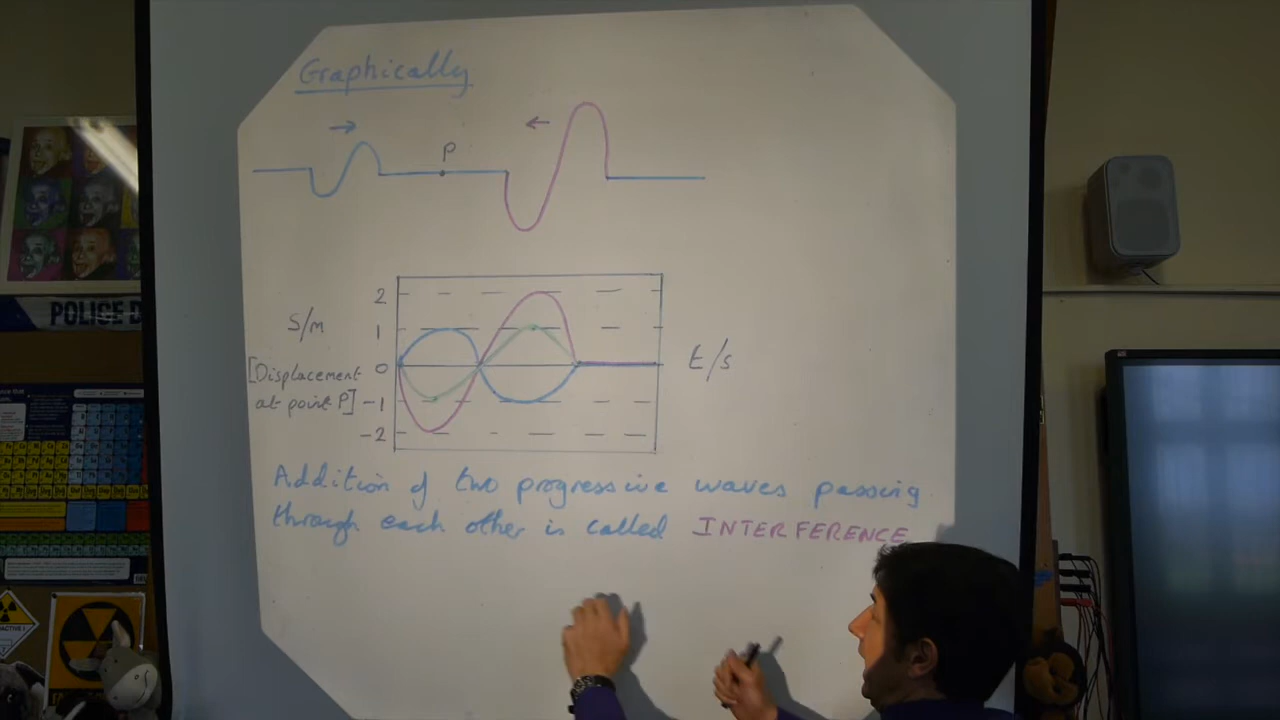 Graphically
P
2
S/m
1
t/s
0
[Displacement
at point P]
-1
-2
Addition of two progressive waves passing
through each other is called INTERFERENCE
POLICE D